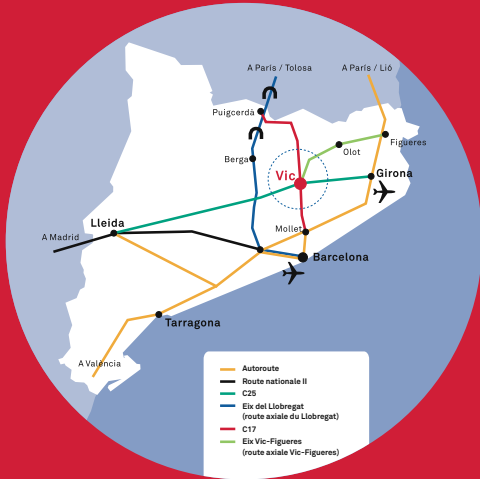 A París / Tolosa
A París / Lió
Puigcerdà
Figueres
Olot
Berga
Vic
Girona
Lleida
Mollet
A Madrid
Barcelona
Tarragona
A València
Autoroute
Route nationale II
C25
Eix del Llobregat
(route axiale du Llobregat)
C17
Eix Vic-Figueres
(route axiale Vic-Figueres)